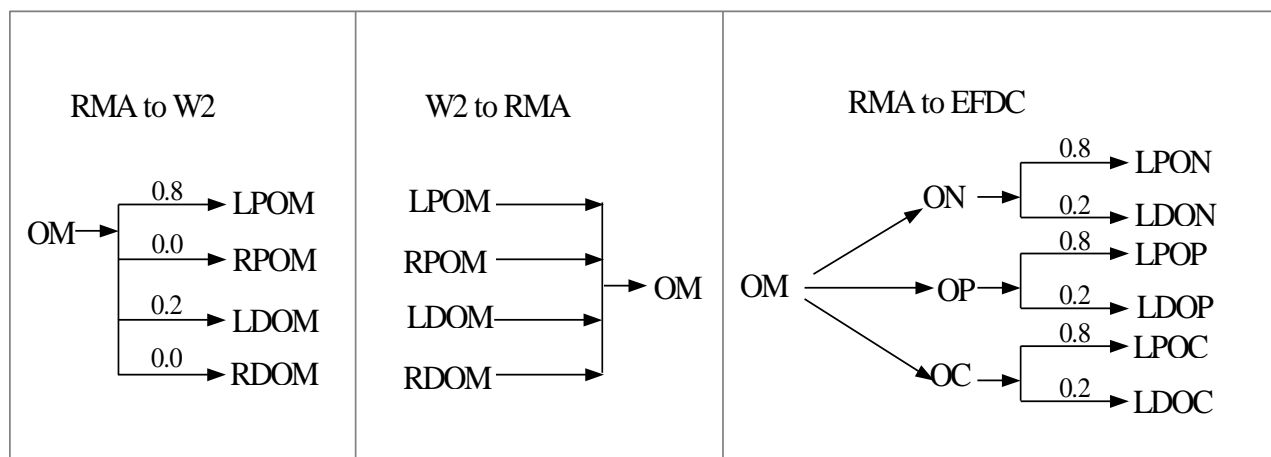 RMA to W2
OM
0.8
LPOM
0.0
RPOM
0.2
LDOM
0.0
RDOM
W2 to RMA
LPOM
RPOM
LDOM
RDOM
OM
RMA to EFDC
OM
ON
0.8
LPON
0.2
LDON
OP
0.8
LPOP
0.2
LDOP
OC
0.8
LPOC
0.2
LDOC